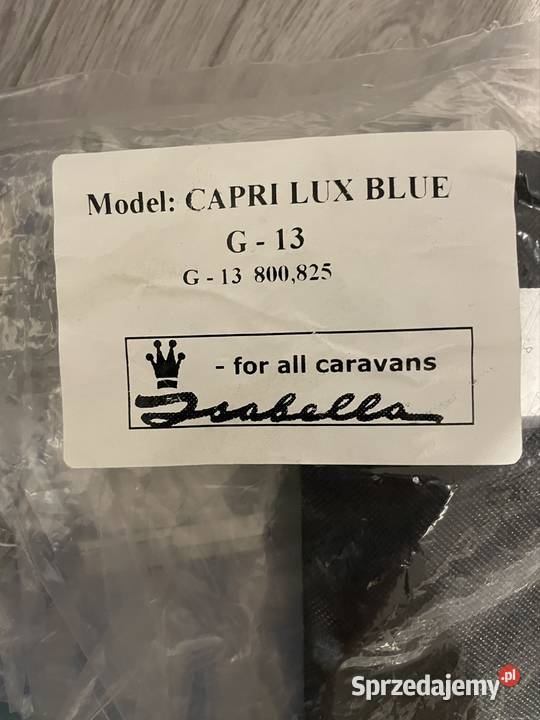 Model: CAPRI LUX BLUE
G - 13
G - 13 800,825
- for all caravans
Isabella
Sprzedajemy.pl